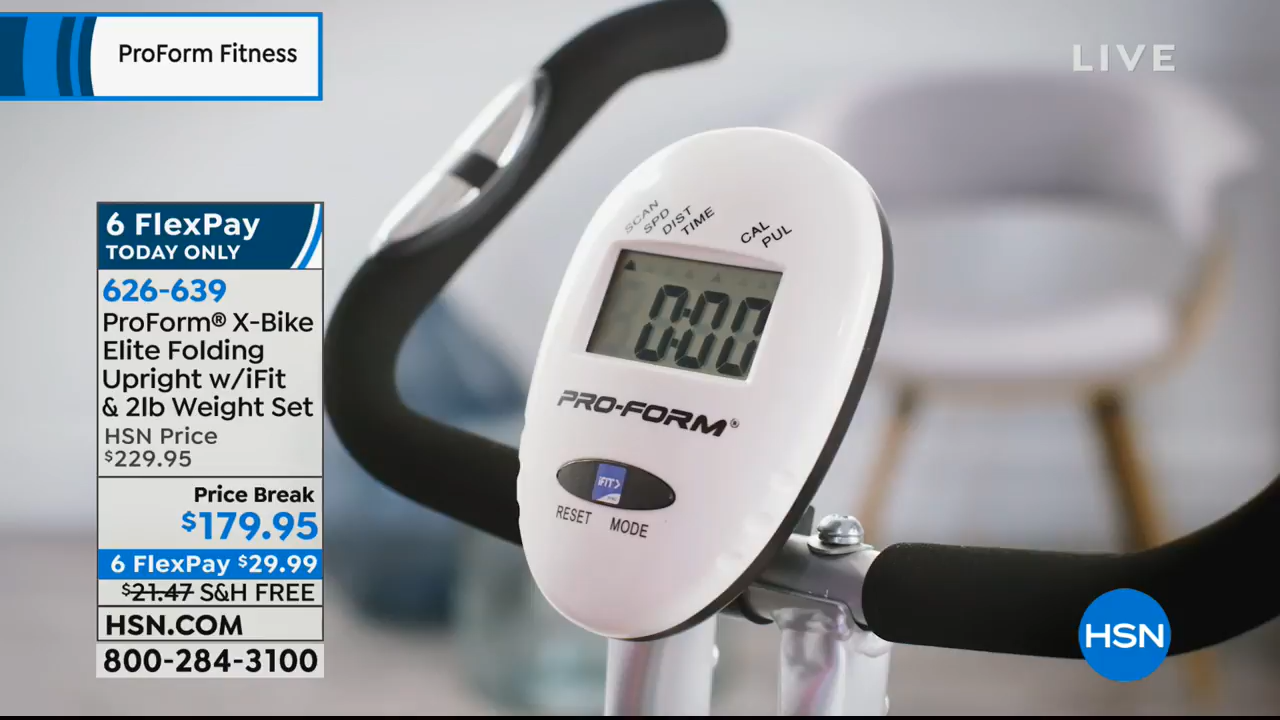 ProForm Fitness
LIVE
6 FlexPay
TODAY ONLY
626-639
ProForm® X-Bike
Elite Folding
Upright w/iFit
& 2lb Weight Set
HSN Price
$229.95
Price Break
$179.95
6 FlexPay $29.99
$21.47 S&H FREE
HSN.COM
800-284-3100
SCAN
SPD
DIST
TIME
CAL
PUL
0:00
PRO-FORM®
iFIT
RESET MODE
HSN